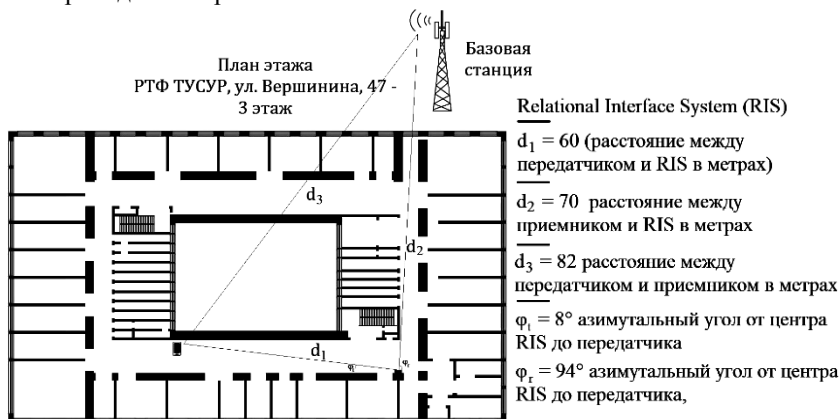 План этажа
РТФ ТУСУР, ул. Вершинина, 47 -
3 этаж
Базовая
станция
Relational Interface System (RIS)
d₁ = 60 (расстояние между
передатчиком и RIS в метрах)
d₂ = 70 расстояние между
приемником и RIS в метрах
d₃ = 82 расстояние между
передатчиком и приемником в метрах
φₜ = 8° азимутальный угол от центра
RIS до передатчика
φᵣ = 94° азимутальный угол от центра
RIS до передатчика,
d₃
d₂
d₁
φₜ
φᵣ